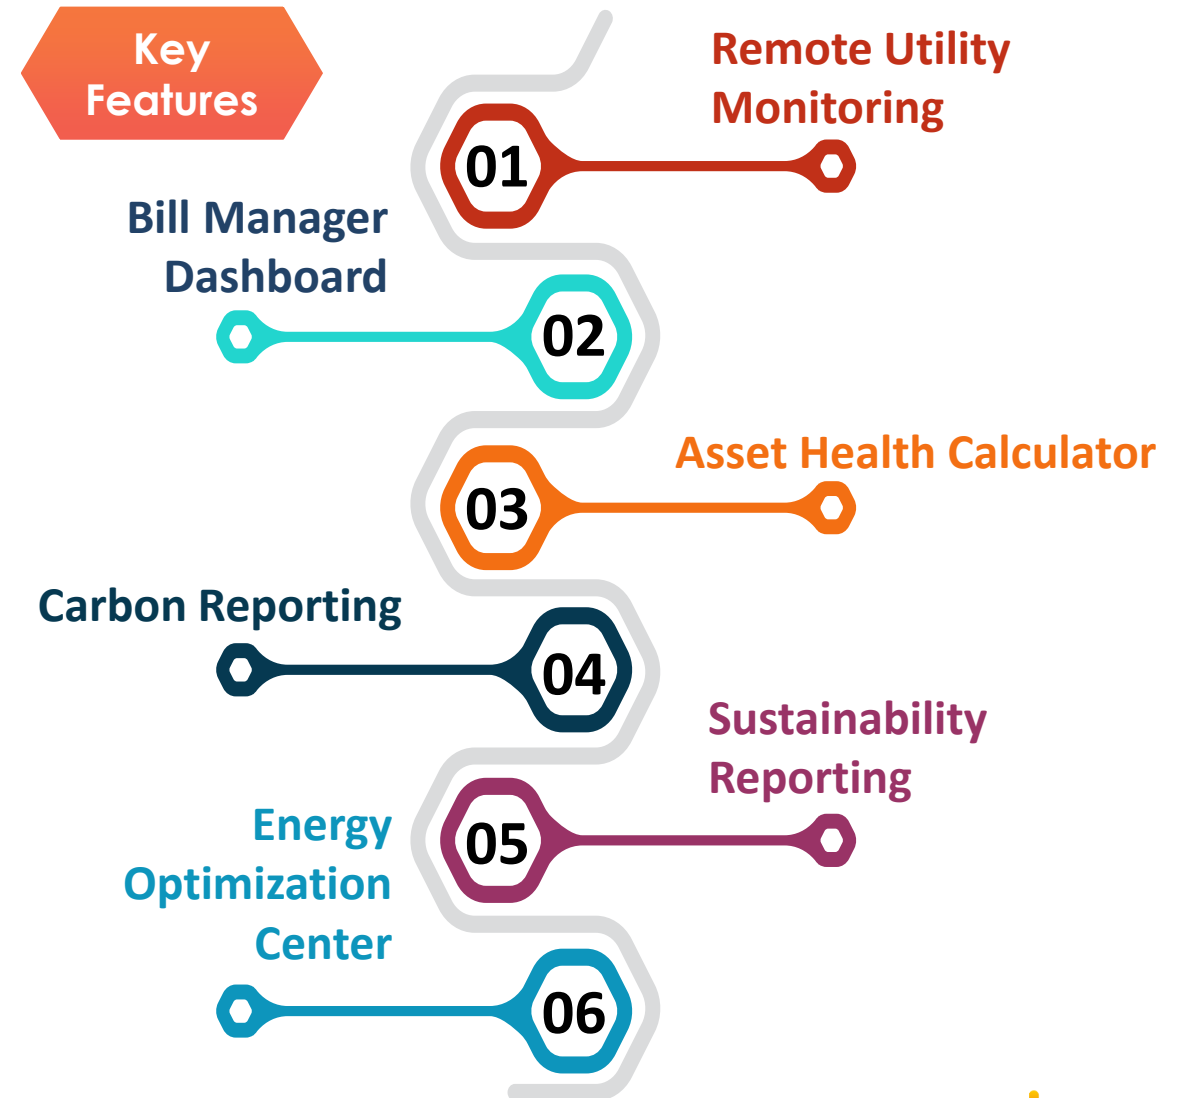 Key
Features
Remote Utility
Monitoring
01
Bill Manager
Dashboard
02
Asset Health Calculator
03
Carbon Reporting
04
Sustainability
Reporting
05
Energy
Optimization
Center
06